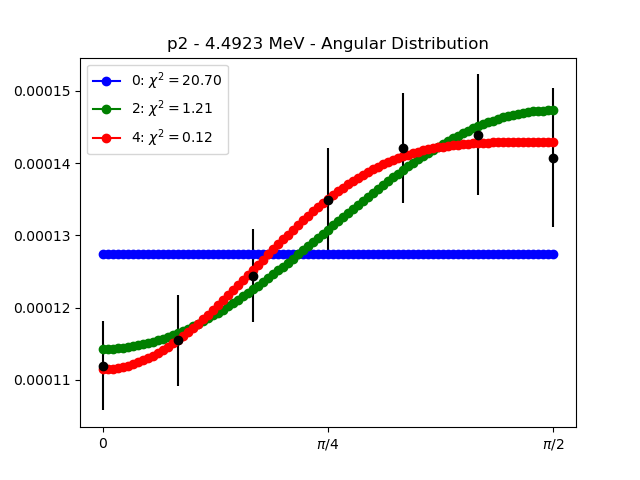 p2 - 4.4923 MeV - Angular Distribution
0: χ² = 20.70
2: χ² = 1.21
4: χ² = 0.12
0.00015
0.00014
0.00013
0.00012
0.00011
0 π/4 π/2